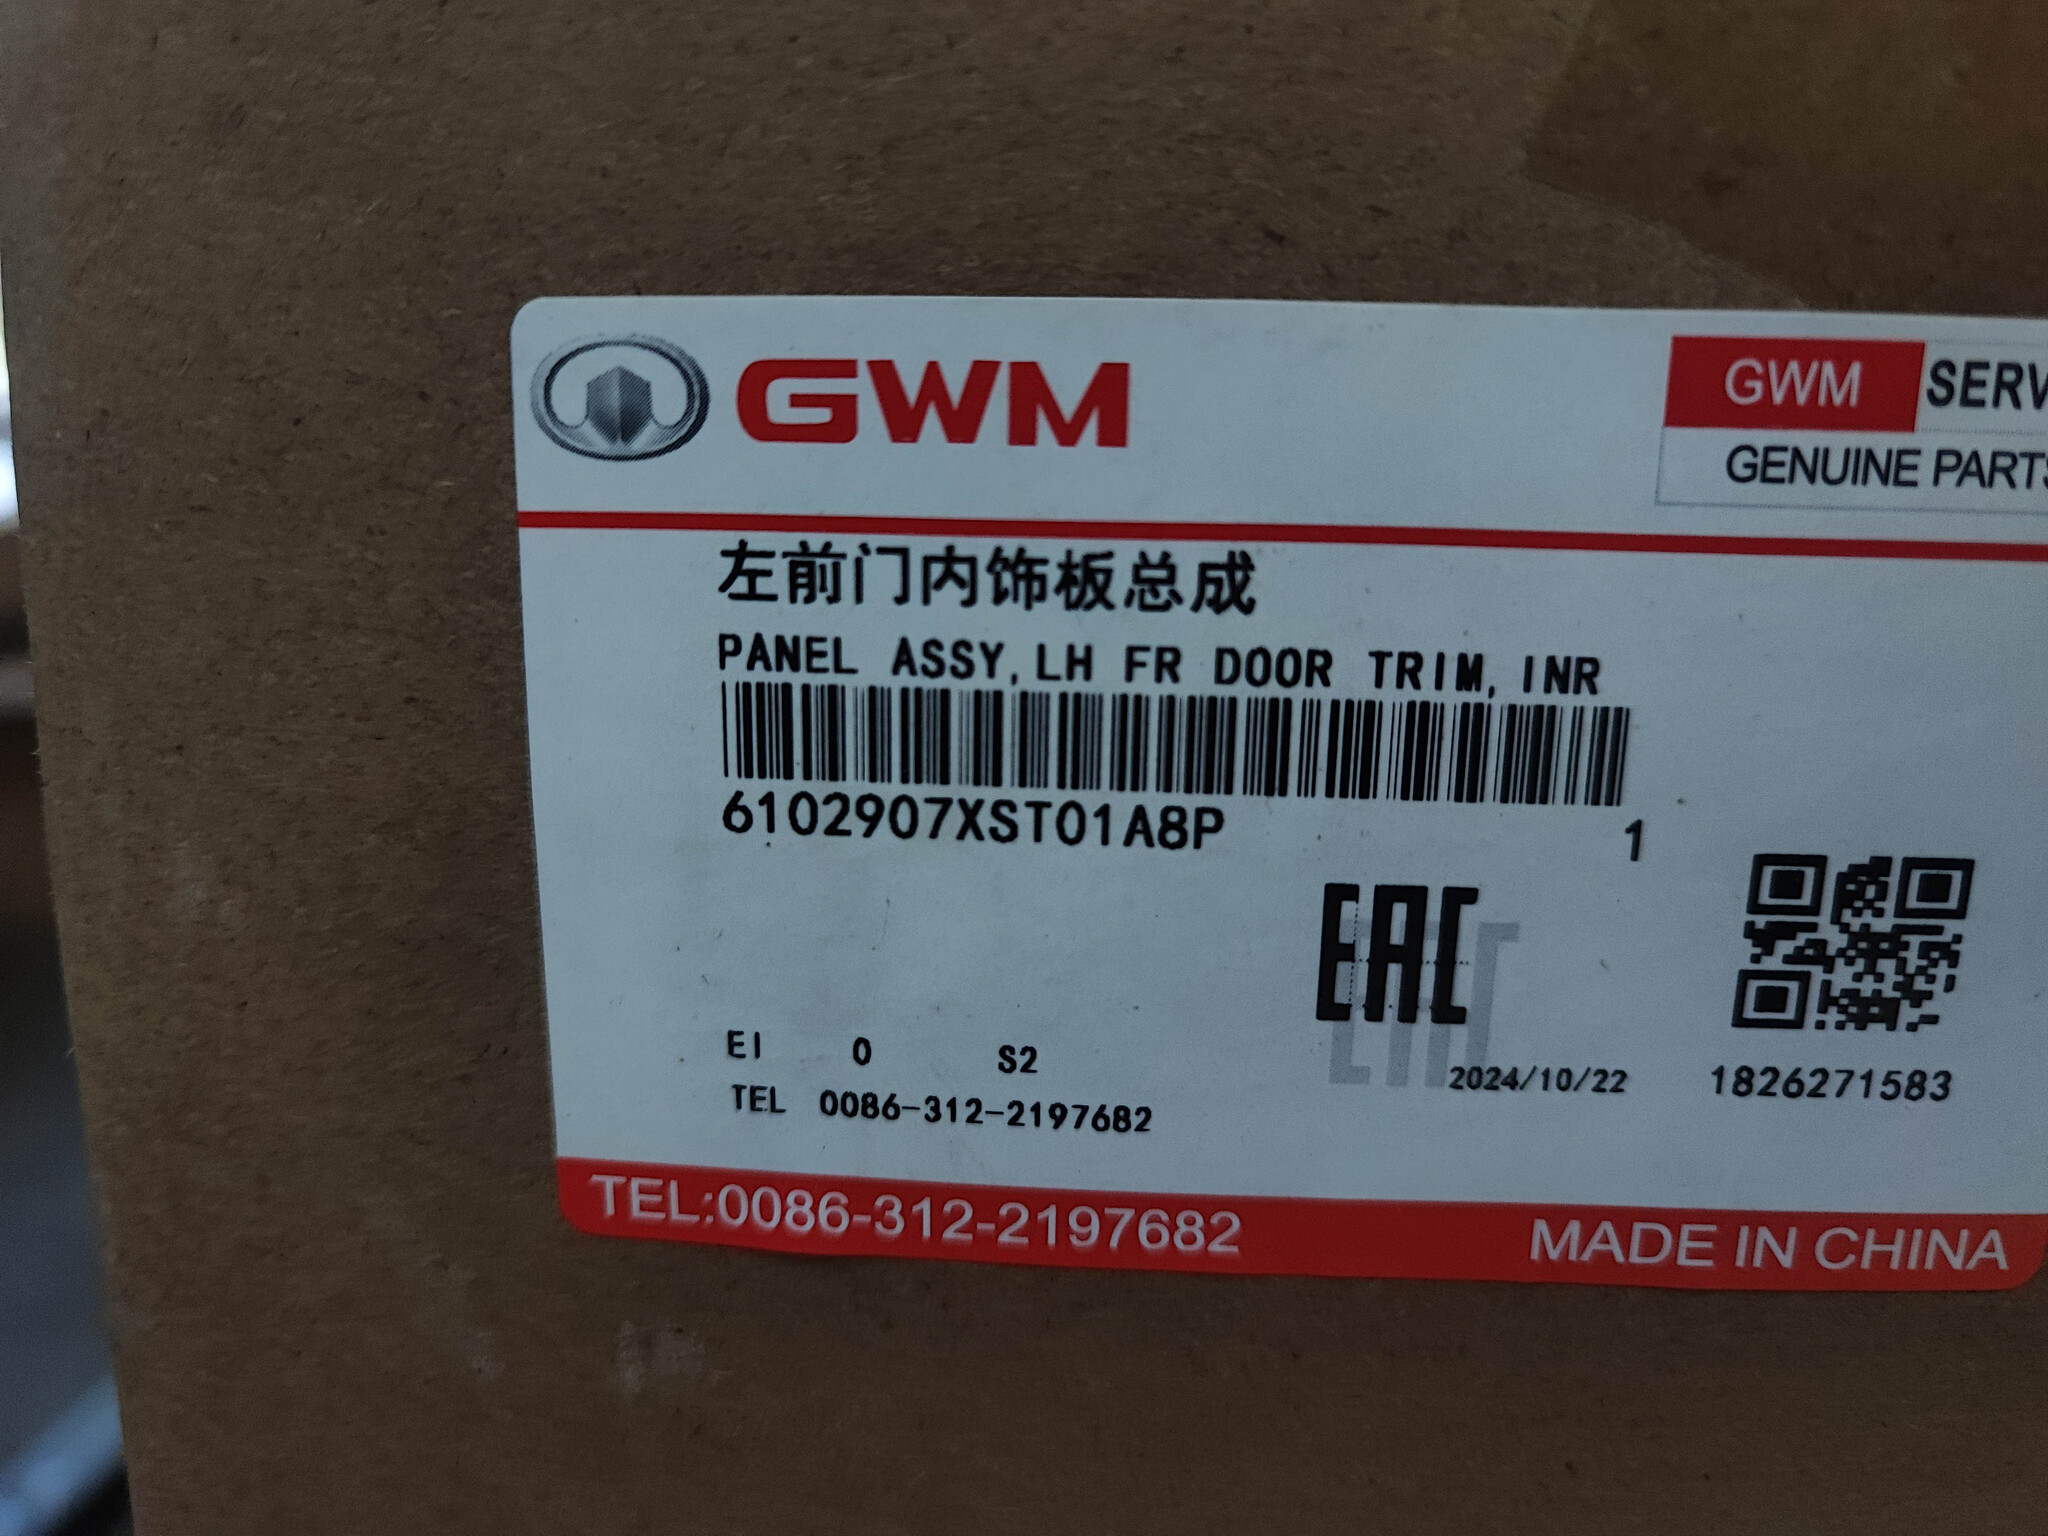 GWM
GWM SERV
GENUINE PARTS
左前门内饰板总成
PANEL ASSY, LH FR DOOR TRIM, INR
6102907XST01A8P 1
EAC
EI 0 S2
2024/10/22 1826271583
TEL 0086-312-2197682
TEL:0086-312-2197682 MADE IN CHINA